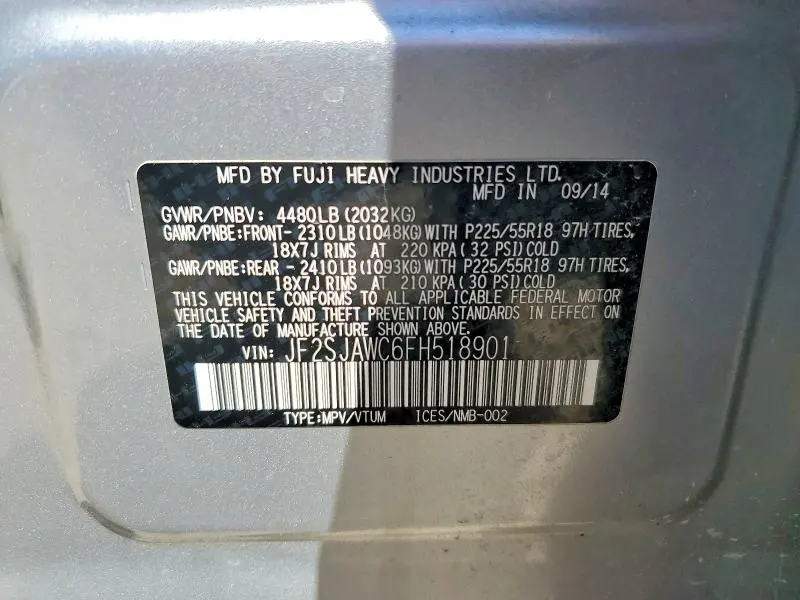 MFD BY FUJI HEAVY INDUSTRIES LTD.
MFD IN 09/14
GVWR/PNBV: 4480LB(2032KG)
GAWR/PNBE:FRONT- 2310LB(1048KG)WITH P225/55R18 97H TIRES,
18X7J RIMS AT 220 KPA(32 PSI)COLD
GAWR/PNBE:REAR - 2410LB(1093KG)WITH P225/55R18 97H TIRES,
18X7J RIMS AT 210 KPA(30 PSI)COLD
THIS VEHICLE CONFORMS TO ALL APPLICABLE FEDERAL MOTOR
VEHICLE SAFETY AND THEFT PREVENTION STANDARDS IN EFFECT ON
THE DATE OF MANUFACTURE SHOWN ABOVE.
VIN: JF2SJAWC6FH518901
TYPE:MPV/VTUM ICES/NMB-002